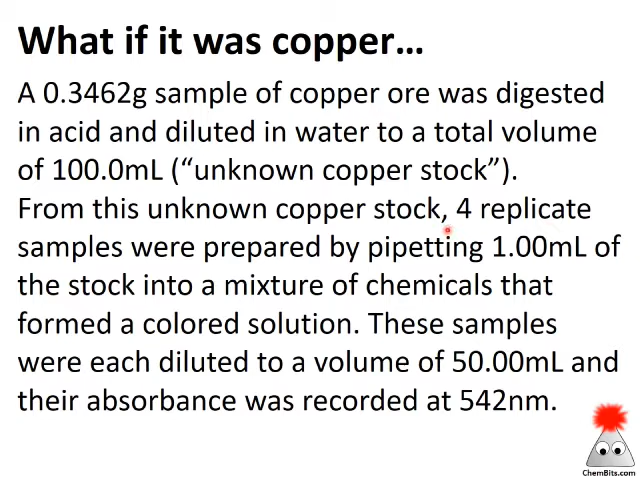 What if it was copper…
A 0.3462g sample of copper ore was digested
in acid and diluted in water to a total volume
of 100.0mL (“unknown copper stock”).
From this unknown copper stock, 4 replicate
samples were prepared by pipetting 1.00mL of
the stock into a mixture of chemicals that
formed a colored solution. These samples
were each diluted to a volume of 50.00mL and
their absorbance was recorded at 542nm.
ChemBits.com